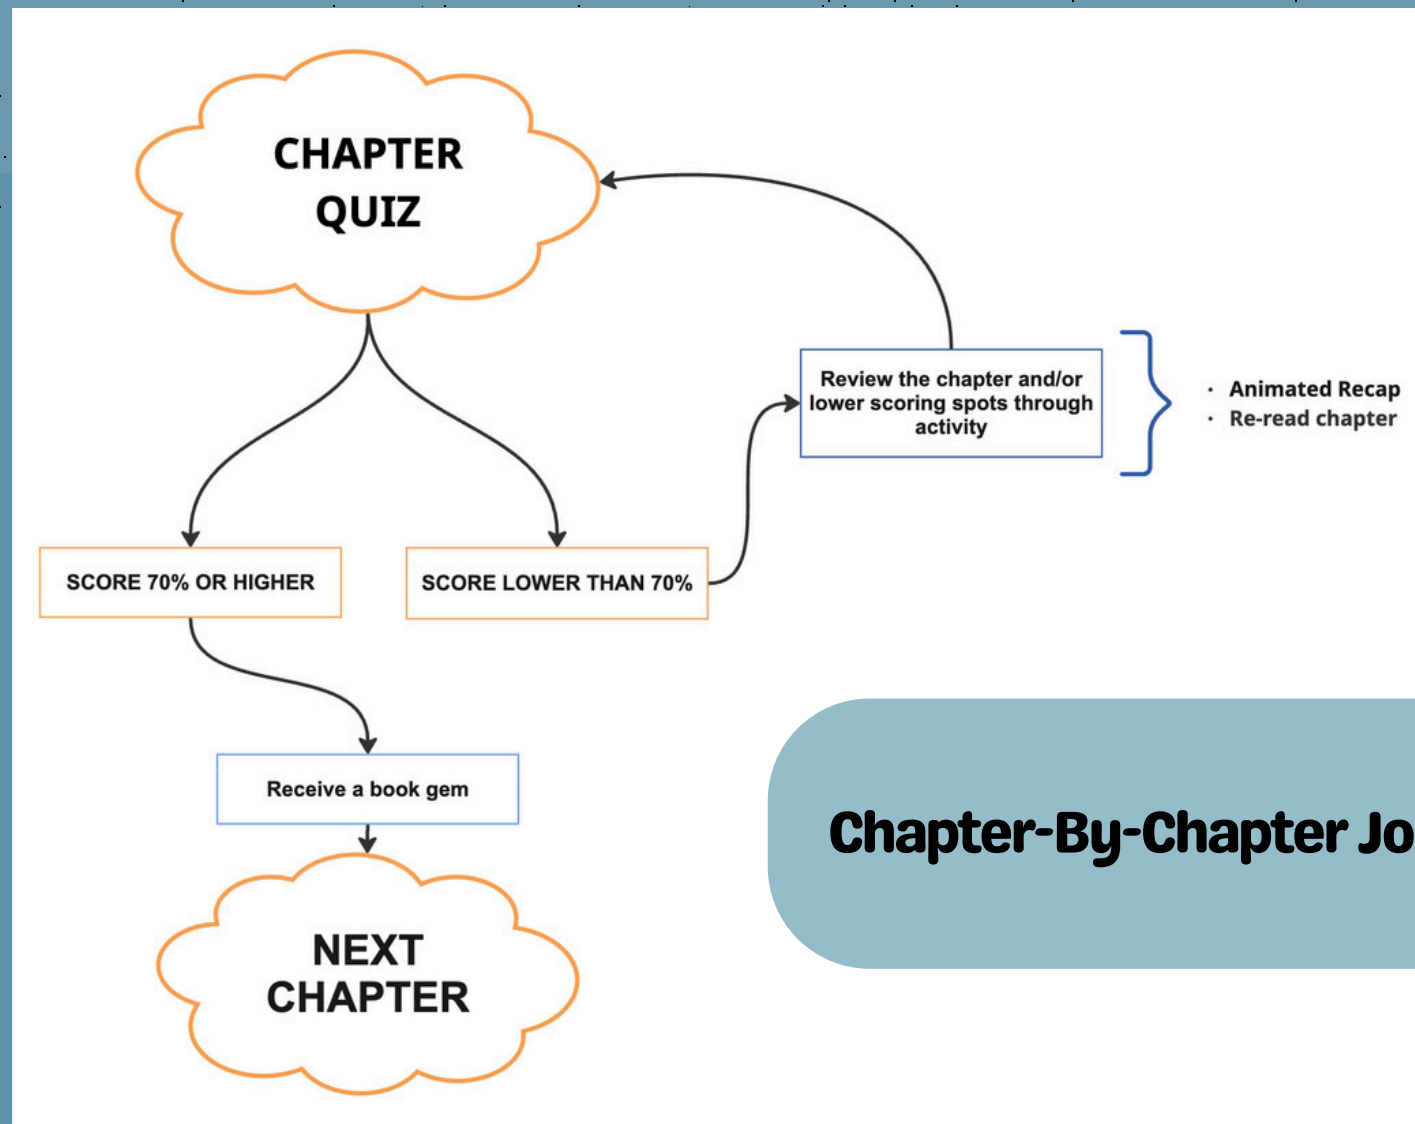 CHAPTER
QUIZ
Review the chapter and/or
lower scoring spots through
activity
· Animated Recap
· Re-read chapter
SCORE 70% OR HIGHER
SCORE LOWER THAN 70%
Receive a book gem
Chapter-By-Chapter Jo
NEXT
CHAPTER